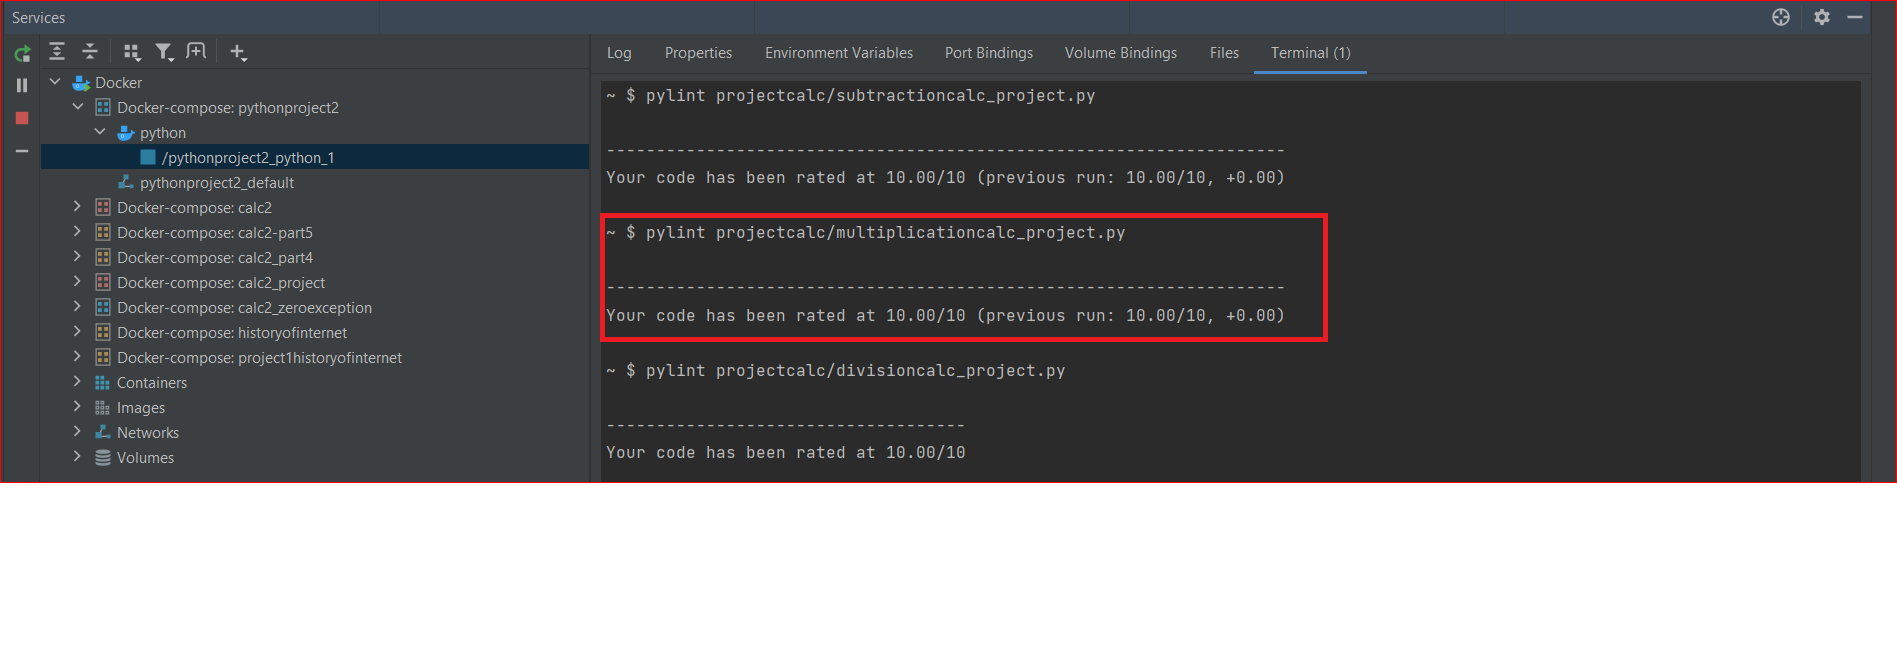 Services
Log Properties Environment Variables Port Bindings Volume Bindings Files Terminal (1)
Docker
Docker-compose: pythonproject2
python
/pythonproject2_python_1
pythonproject2_default
Docker-compose: calc2
Docker-compose: calc2-part5
Docker-compose: calc2_part4
Docker-compose: calc2_project
Docker-compose: calc2_zeroexception
Docker-compose: historyofinternet
Docker-compose: project1historyofinternet
Containers
Images
Networks
Volumes
~ $ pylint projectcalc/subtractioncalc_project.py
--------------------------------------------------------------------
Your code has been rated at 10.00/10 (previous run: 10.00/10, +0.00)
~ $ pylint projectcalc/multiplicationcalc_project.py
--------------------------------------------------------------------
Your code has been rated at 10.00/10 (previous run: 10.00/10, +0.00)
~ $ pylint projectcalc/divisioncalc_project.py
------------------------------------
Your code has been rated at 10.00/10